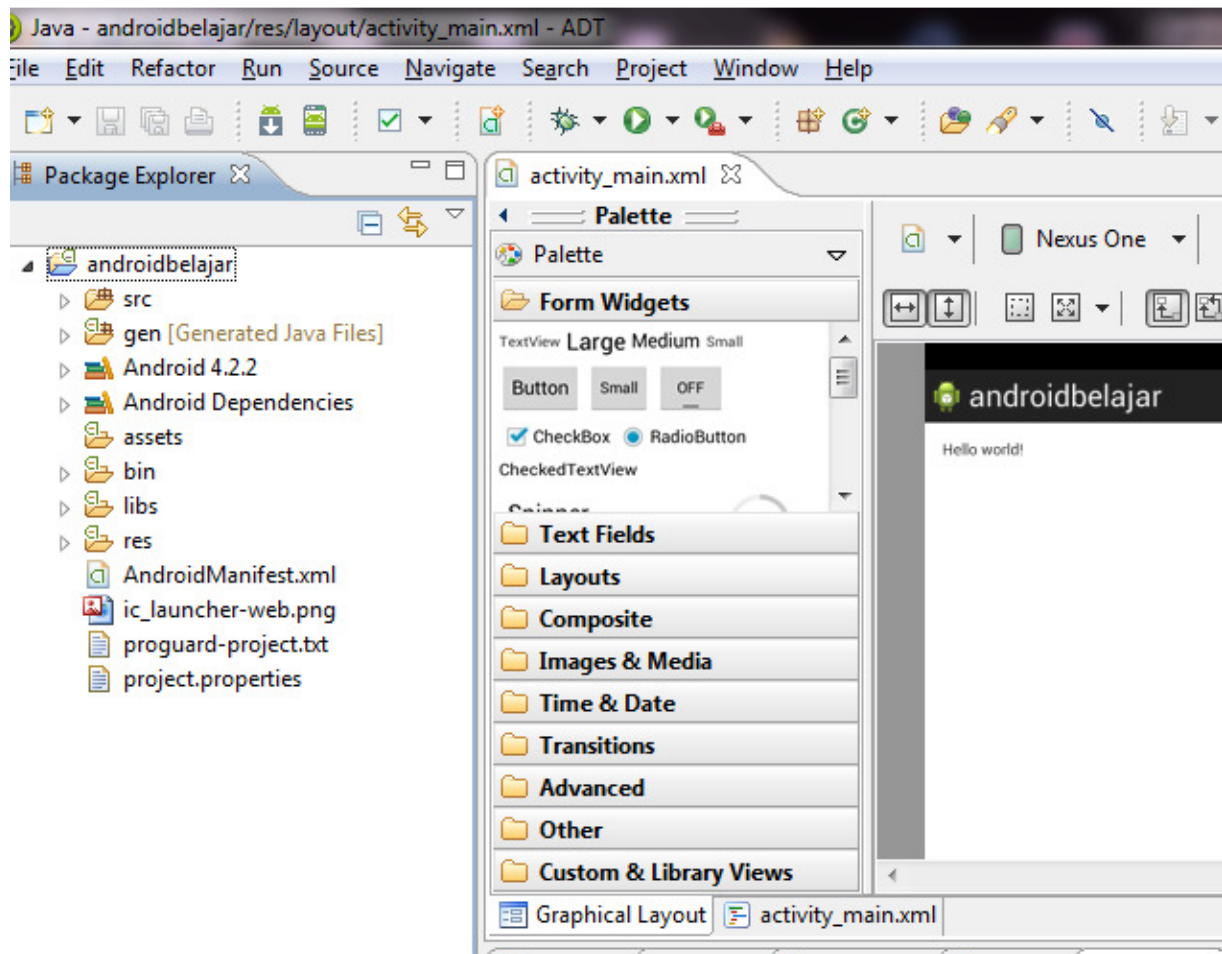 Java - androidbelajar/res/layout/activity_main.xml - ADT
File Edit Refactor Run Source Navigate Search Project Window Help
Package Explorer
androidbelajar
src
gen [Generated Java Files]
Android 4.2.2
Android Dependencies
assets
bin
libs
res
AndroidManifest.xml
ic_launcher-web.png
proguard-project.txt
project.properties
activity_main.xml
Palette
Palette
Form Widgets
TextView Large Medium Small
Button Small OFF
CheckBox RadioButton
CheckedTextView
Spinner
Text Fields
Layouts
Composite
Images & Media
Time & Date
Transitions
Advanced
Other
Custom & Library Views
Graphical Layout activity_main.xml
Nexus One
androidbelajar
Hello world!